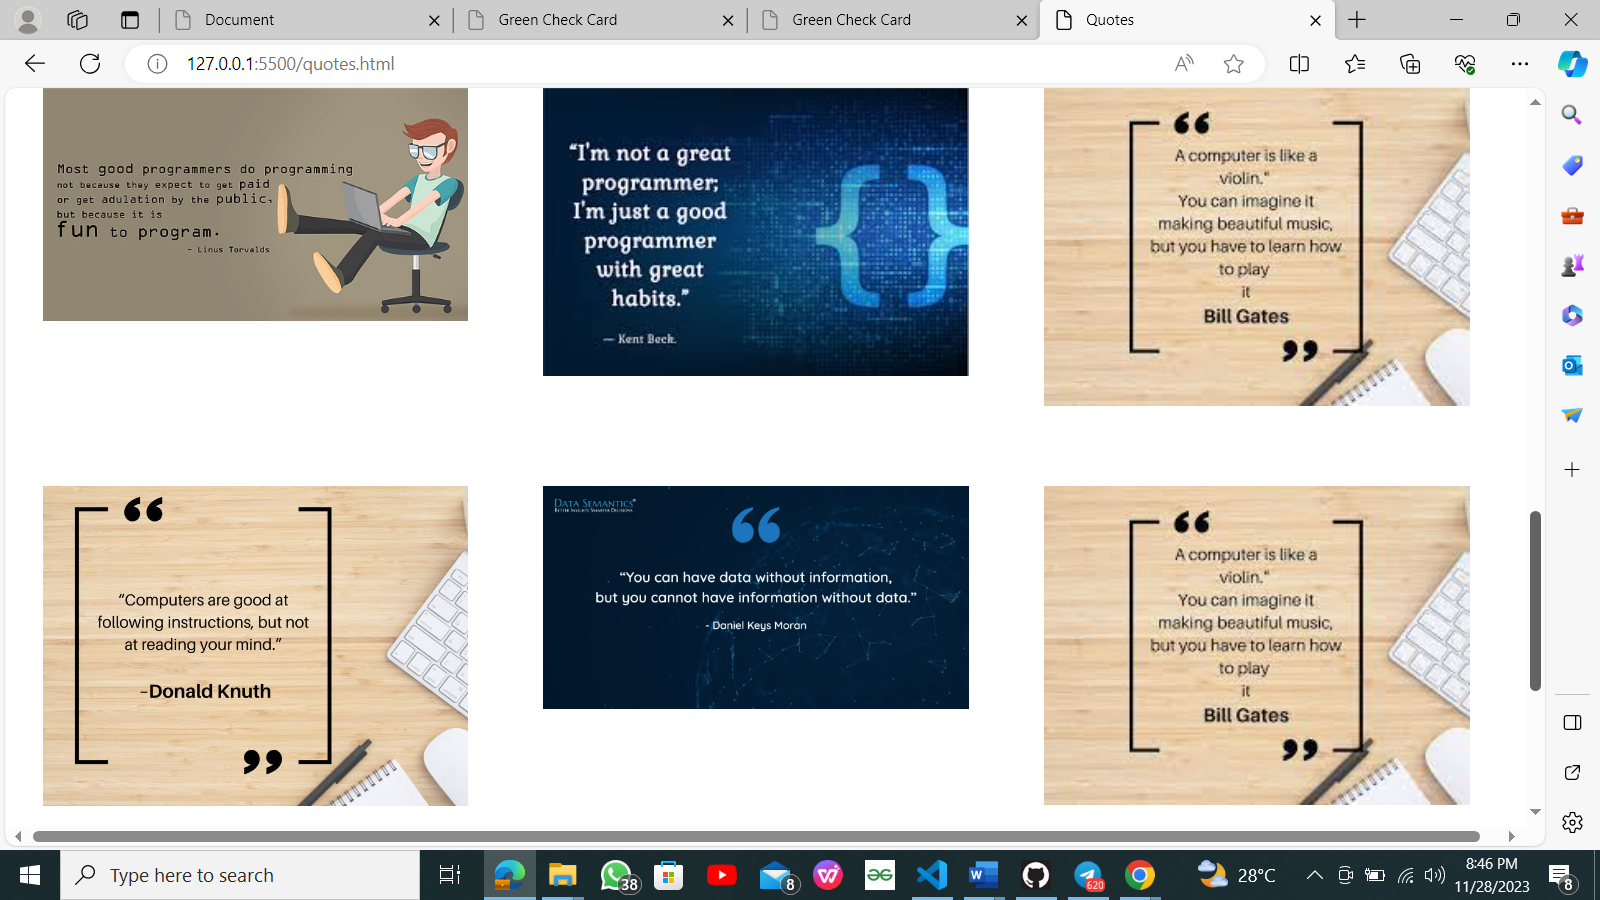 Document
Green Check Card
Green Check Card
Quotes
127.0.0.1:5500/quotes.html
Most good programmers do programming
not because they expect to get paid
or get adulation by the public,
but because it is
fun to program.
- Linus Torvalds
“I'm not a great
programmer;
I'm just a good
programmer
with great
habits.”
— Kent Beck.
“
A computer is like a
violin."
You can imagine it
making beautiful music,
but you have to learn how
to play
it
Bill Gates
”
“
“Computers are good at
following instructions, but not
at reading your mind.”
–Donald Knuth
”
DATA SEMANTICS®
BETTER INSIGHTS SMARTER DECISIONS
“
“You can have data without information,
but you cannot have information without data.”
- Daniel Keys Moran
“
A computer is like a
violin."
You can imagine it
making beautiful music,
but you have to learn how
to play
it
Bill Gates
”
Type here to search
38
8
620
28°C
8:46 PM
11/28/2023
8